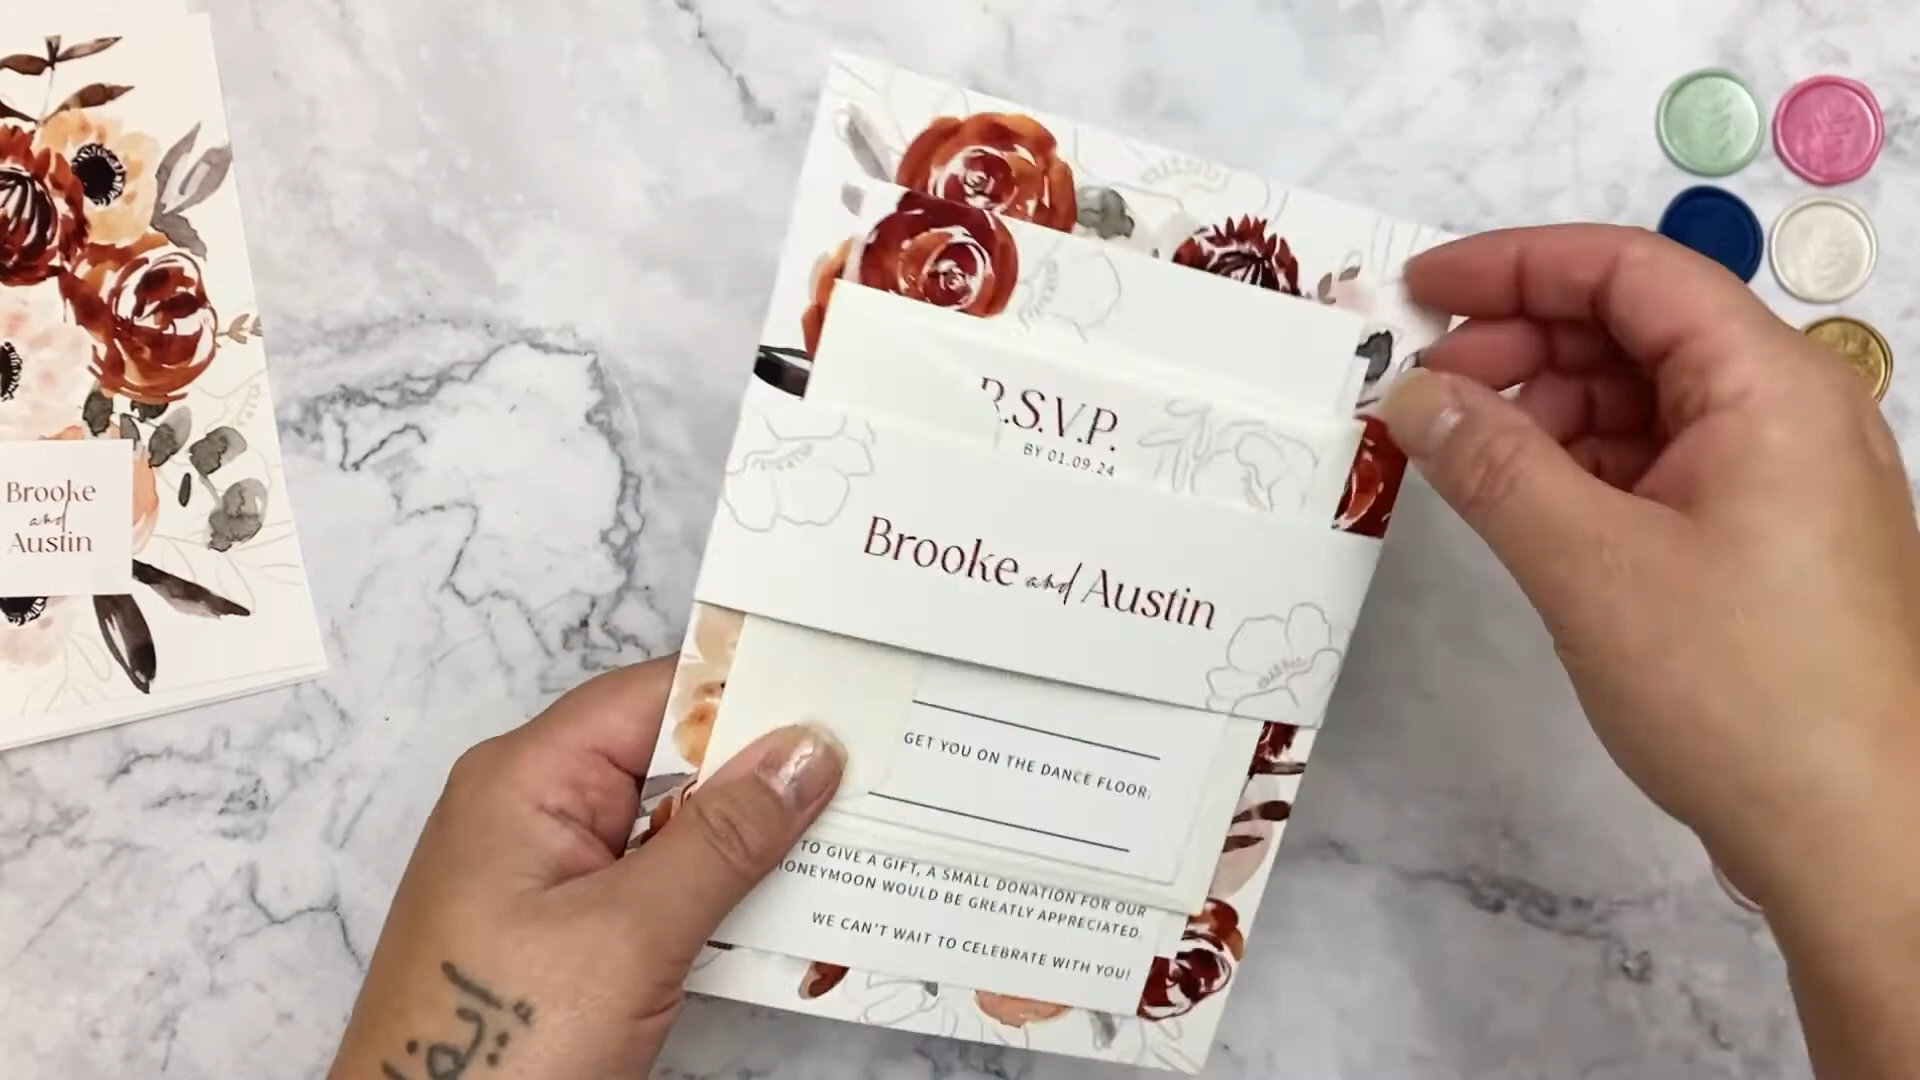 Brooke
and
Austin
R.S.V.P.
BY 01.09.24
Brooke and Austin
GET YOU ON THE DANCE FLOOR:
TO GIVE A GIFT, A SMALL DONATION FOR OUR
HONEYMOON WOULD BE GREATLY APPRECIATED.
WE CAN'T WAIT TO CELEBRATE WITH YOU!